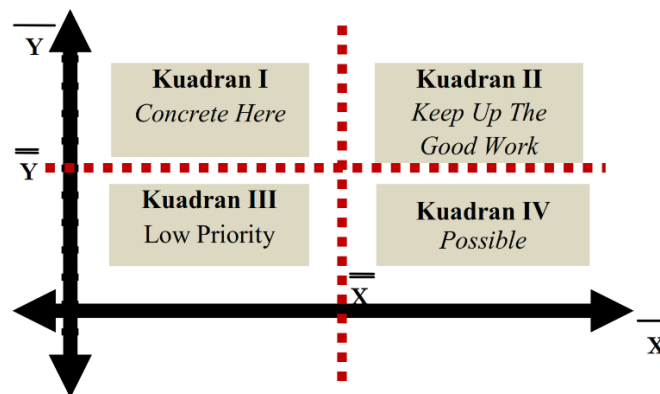 Y
Kuadran I
Concrete Here
Kuadran II
Keep Up The
Good Work
Y
Kuadran III
Low Priority
Kuadran IV
Possible
X
X